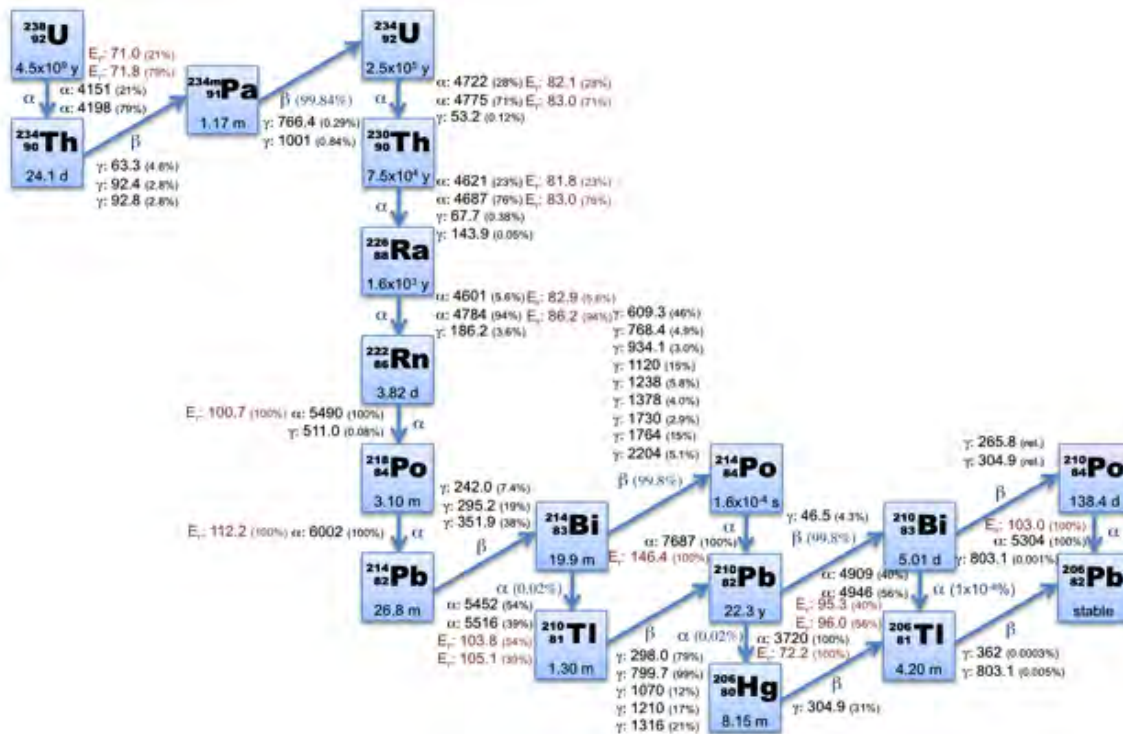 238 92 U
4.5x10⁹ y
Eᵣ: 71.0 (21%)
Eᵣ: 71.8 (79%)
α
α: 4151 (21%)
α: 4198 (79%)
234 90 Th
24.1 d
β
γ: 63.3 (4.8%)
γ: 92.4 (2.8%)
γ: 92.8 (2.8%)
234m 91 Pa
1.17 m
β (99.84%)
γ: 766.4 (0.29%)
γ: 1001 (0.84%)
234 92 U
2.5x10⁵ y
α
α: 4722 (28%) Eᵣ: 82.1 (28%)
α: 4775 (71%) Eᵣ: 83.0 (71%)
γ: 53.2 (0.12%)
230 90 Th
7.5x10⁴ y
α
α: 4621 (23%) Eᵣ: 81.8 (23%)
α: 4687 (76%) Eᵣ: 83.0 (76%)
γ: 67.7 (0.38%)
γ: 143.9 (0.05%)
226 88 Ra
1.6x10³ y
α
α: 4601 (5.6%) Eᵣ: 82.9 (5.6%)
α: 4784 (94%) Eᵣ: 86.2 (94%)
γ: 186.2 (3.6%)
222 86 Rn
3.82 d
Eᵣ: 100.7 (100%) α: 5490 (100%)
γ: 511.0 (0.08%)
α
218 84 Po
3.10 m
Eᵣ: 112.2 (100%) α: 6002 (100%)
α
214 82 Pb
26.8 m
γ: 242.0 (7.4%)
γ: 295.2 (19%)
γ: 351.9 (38%)
β
214 83 Bi
19.9 m
γ: 609.3 (46%)
γ: 768.4 (4.9%)
γ: 934.1 (3.0%)
γ: 1120 (15%)
γ: 1238 (5.8%)
γ: 1378 (4.0%)
γ: 1730 (2.9%)
γ: 1764 (15%)
γ: 2204 (5.1%)
β (99.8%)
α (0.02%)
α: 5452 (54%)
α: 5516 (39%)
Eᵣ: 103.8 (54%)
Eᵣ: 105.1 (39%)
210 81 Tl
1.30 m
β
γ: 298.0 (79%)
γ: 799.7 (99%)
γ: 1070 (12%)
γ: 1210 (17%)
γ: 1316 (21%)
214 84 Po
1.6x10⁻⁴ s
α
α: 7687 (100%)
Eᵣ: 146.4 (100%)
210 82 Pb
22.3 y
γ: 46.5 (4.3%)
β (99.8%)
α (0.02%)
α: 3720 (100%)
Eᵣ: 72.2 (100%)
206 80 Hg
8.15 m
β
γ: 304.9 (31%)
210 83 Bi
5.01 d
γ: 265.8 (rel.)
γ: 304.9 (rel.)
β
α: 4909 (40%)
α: 4946 (56%)
Eᵣ: 95.3 (40%)
Eᵣ: 96.0 (56%)
206 81 Tl
4.20 m
β
γ: 362 (0.0003%)
γ: 803.1 (0.005%)
210 84 Po
138.4 d
Eᵣ: 103.0 (100%)
α: 5304 (100%)
γ: 803.1 (0.001%)
α
206 82 Pb
stable